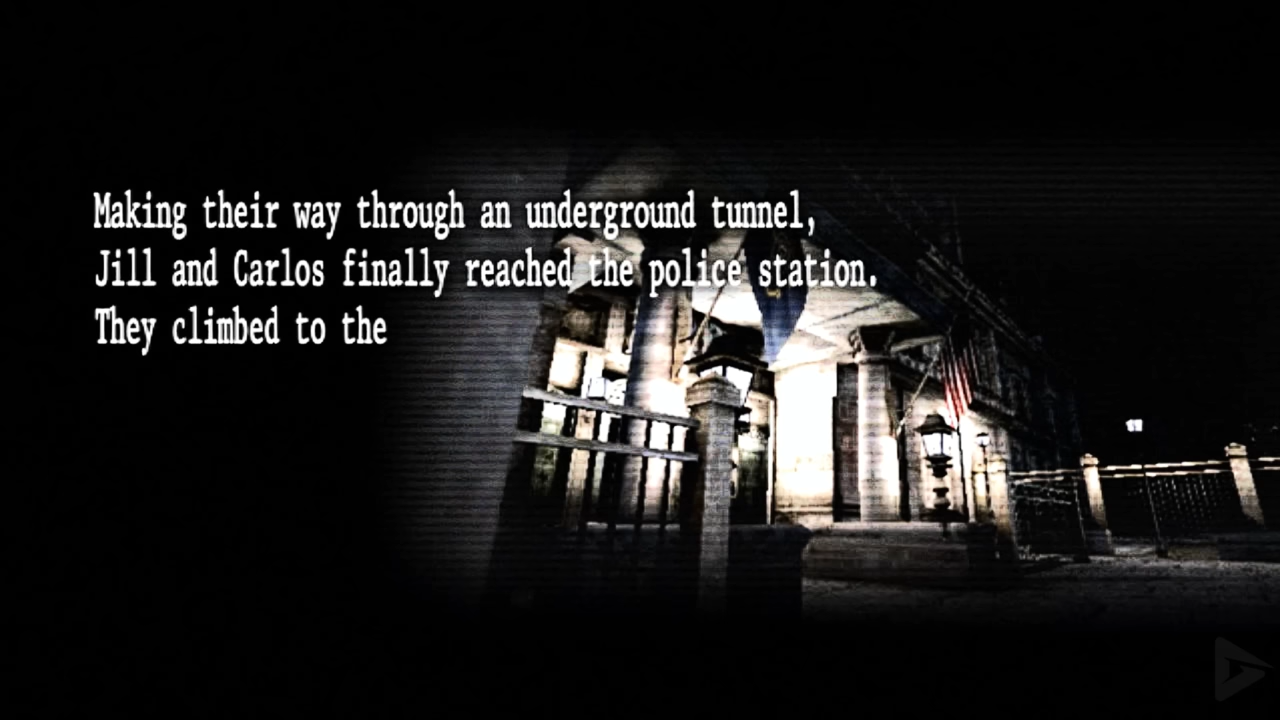 Making their way through an underground tunnel,
Jill and Carlos finally reached the police station.
They climbed to the